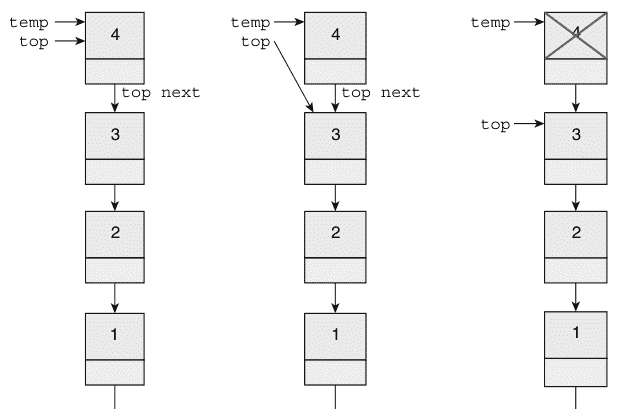 temp 4 temp 4 temp 4
top top
top next top next
3 3 top 3
2 2 2
1 1 1